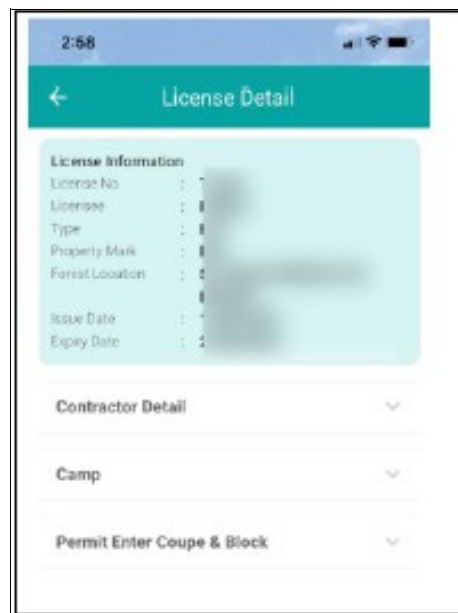 2:58
License Detail
License Information
License No :
Licensee :
Type :
Property Mark :
Forest Location :
Issue Date :
Expiry Date :
Contractor Detail
Camp
Permit Enter Coupe & Block